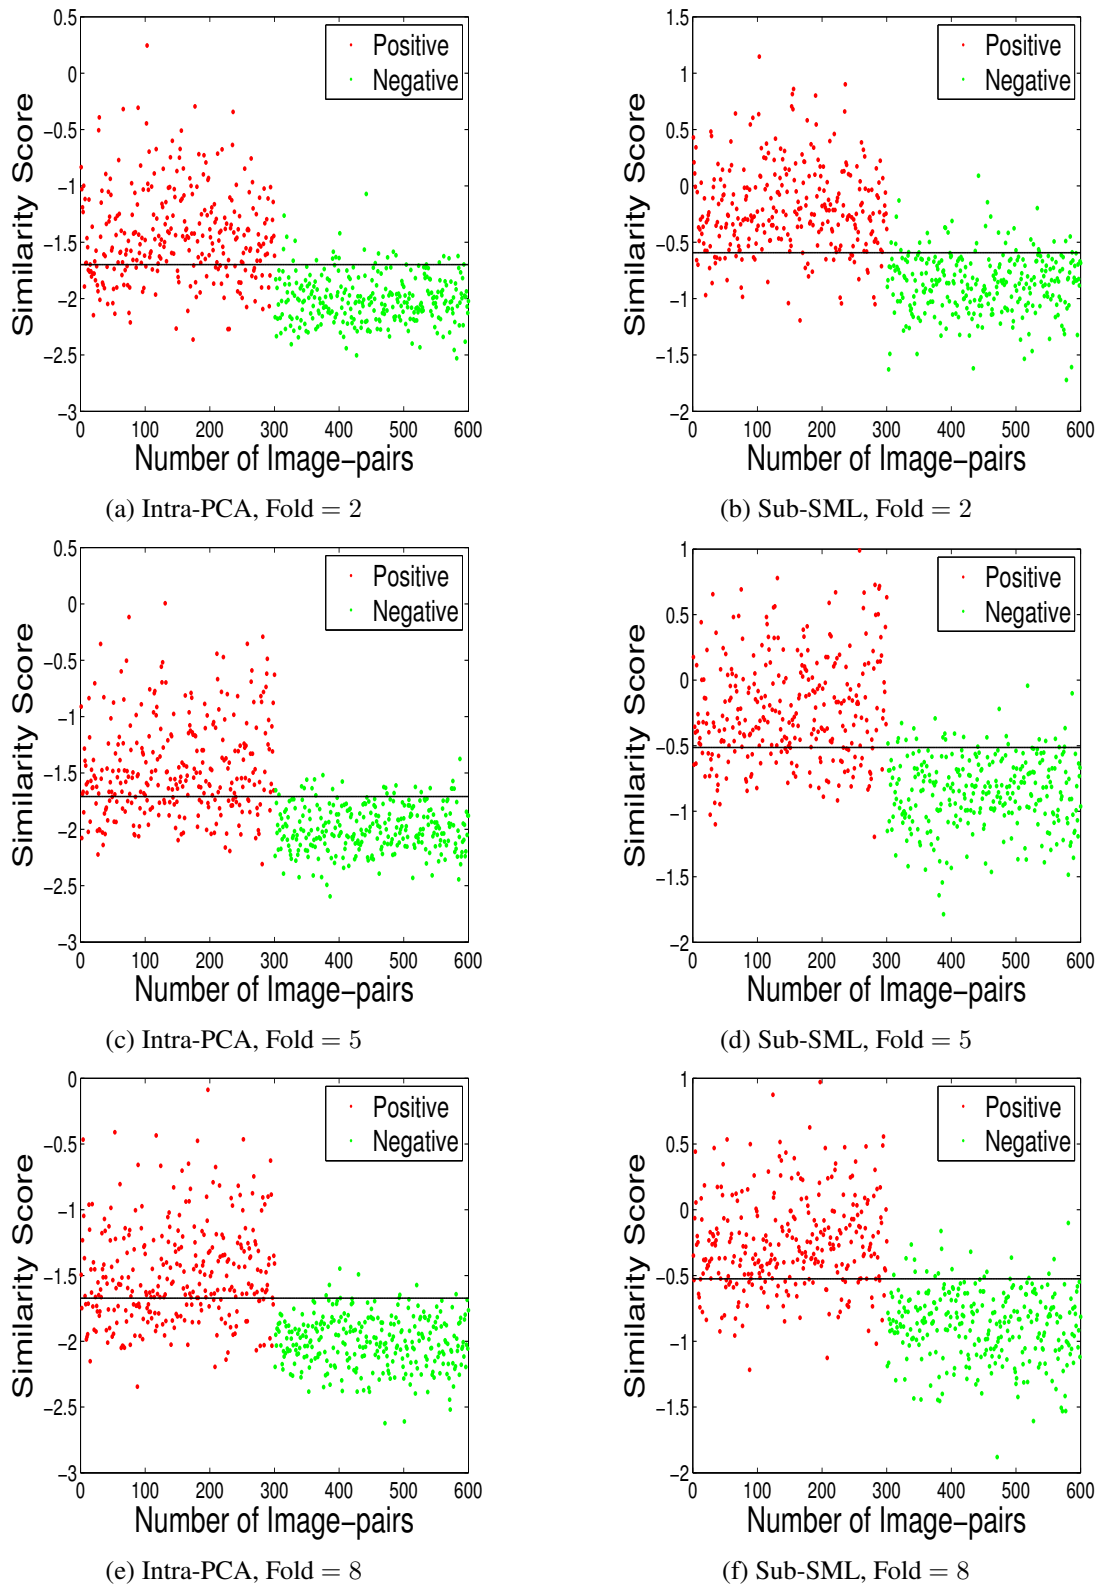 0.5
0
−0.5
−1
−1.5
−2
−2.5
−3
0 100 200 300 400 500 600
Similarity Score
Number of Image−pairs
Positive
Negative
(a) Intra-PCA, Fold = 2
1.5
1
0.5
0
−0.5
−1
−1.5
−2
0 100 200 300 400 500 600
Similarity Score
Number of Image−pairs
Positive
Negative
(b) Sub-SML, Fold = 2
0.5
0
−0.5
−1
−1.5
−2
−2.5
−3
0 100 200 300 400 500 600
Similarity Score
Number of Image−pairs
Positive
Negative
(c) Intra-PCA, Fold = 5
1
0.5
0
−0.5
−1
−1.5
−2
0 100 200 300 400 500 600
Similarity Score
Number of Image−pairs
Positive
Negative
(d) Sub-SML, Fold = 5
0
−0.5
−1
−1.5
−2
−2.5
−3
0 100 200 300 400 500 600
Similarity Score
Number of Image−pairs
Positive
Negative
(e) Intra-PCA, Fold = 8
1
0.5
0
−0.5
−1
−1.5
−2
0 100 200 300 400 500 600
Similarity Score
Number of Image−pairs
Positive
Negative
(f) Sub-SML, Fold = 8